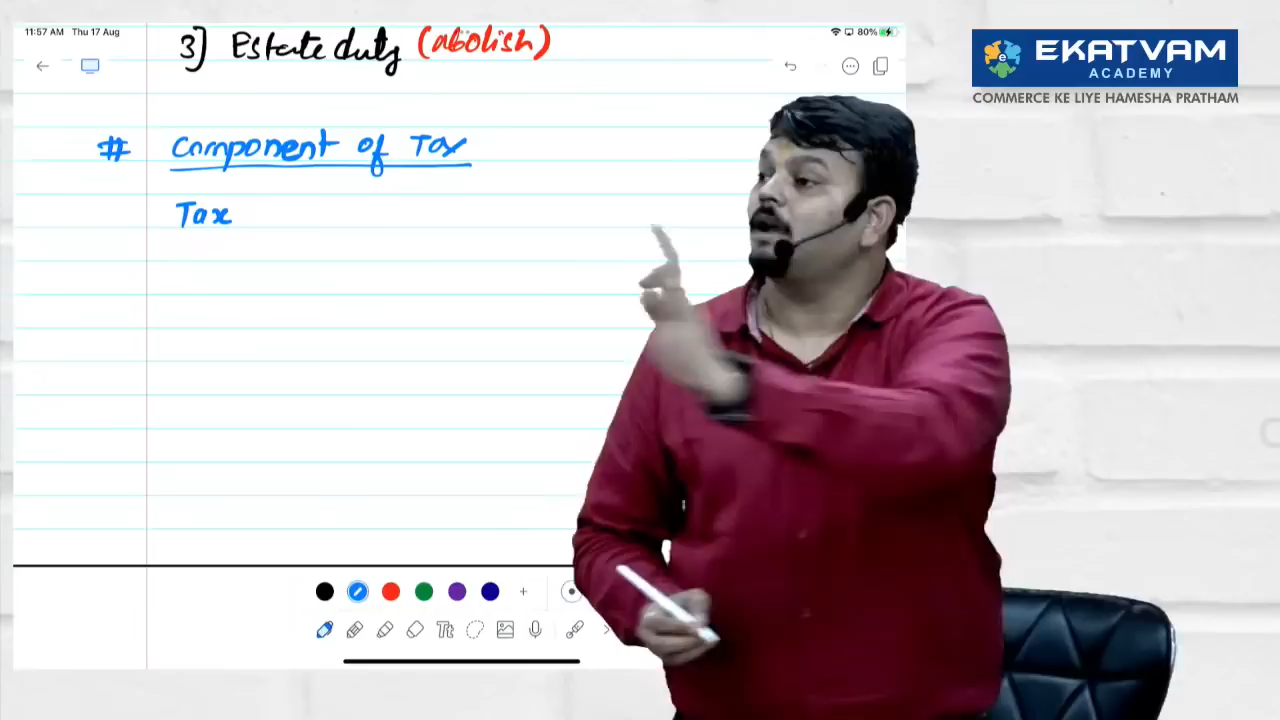 11:57 AM Thu 17 Aug
80%
3] Estate duty (abolish)
# Component of Tax
Tax
Tt
e
EKATVAM
ACADEMY
COMMERCE KE LIYE HAMESHA PRATHAM